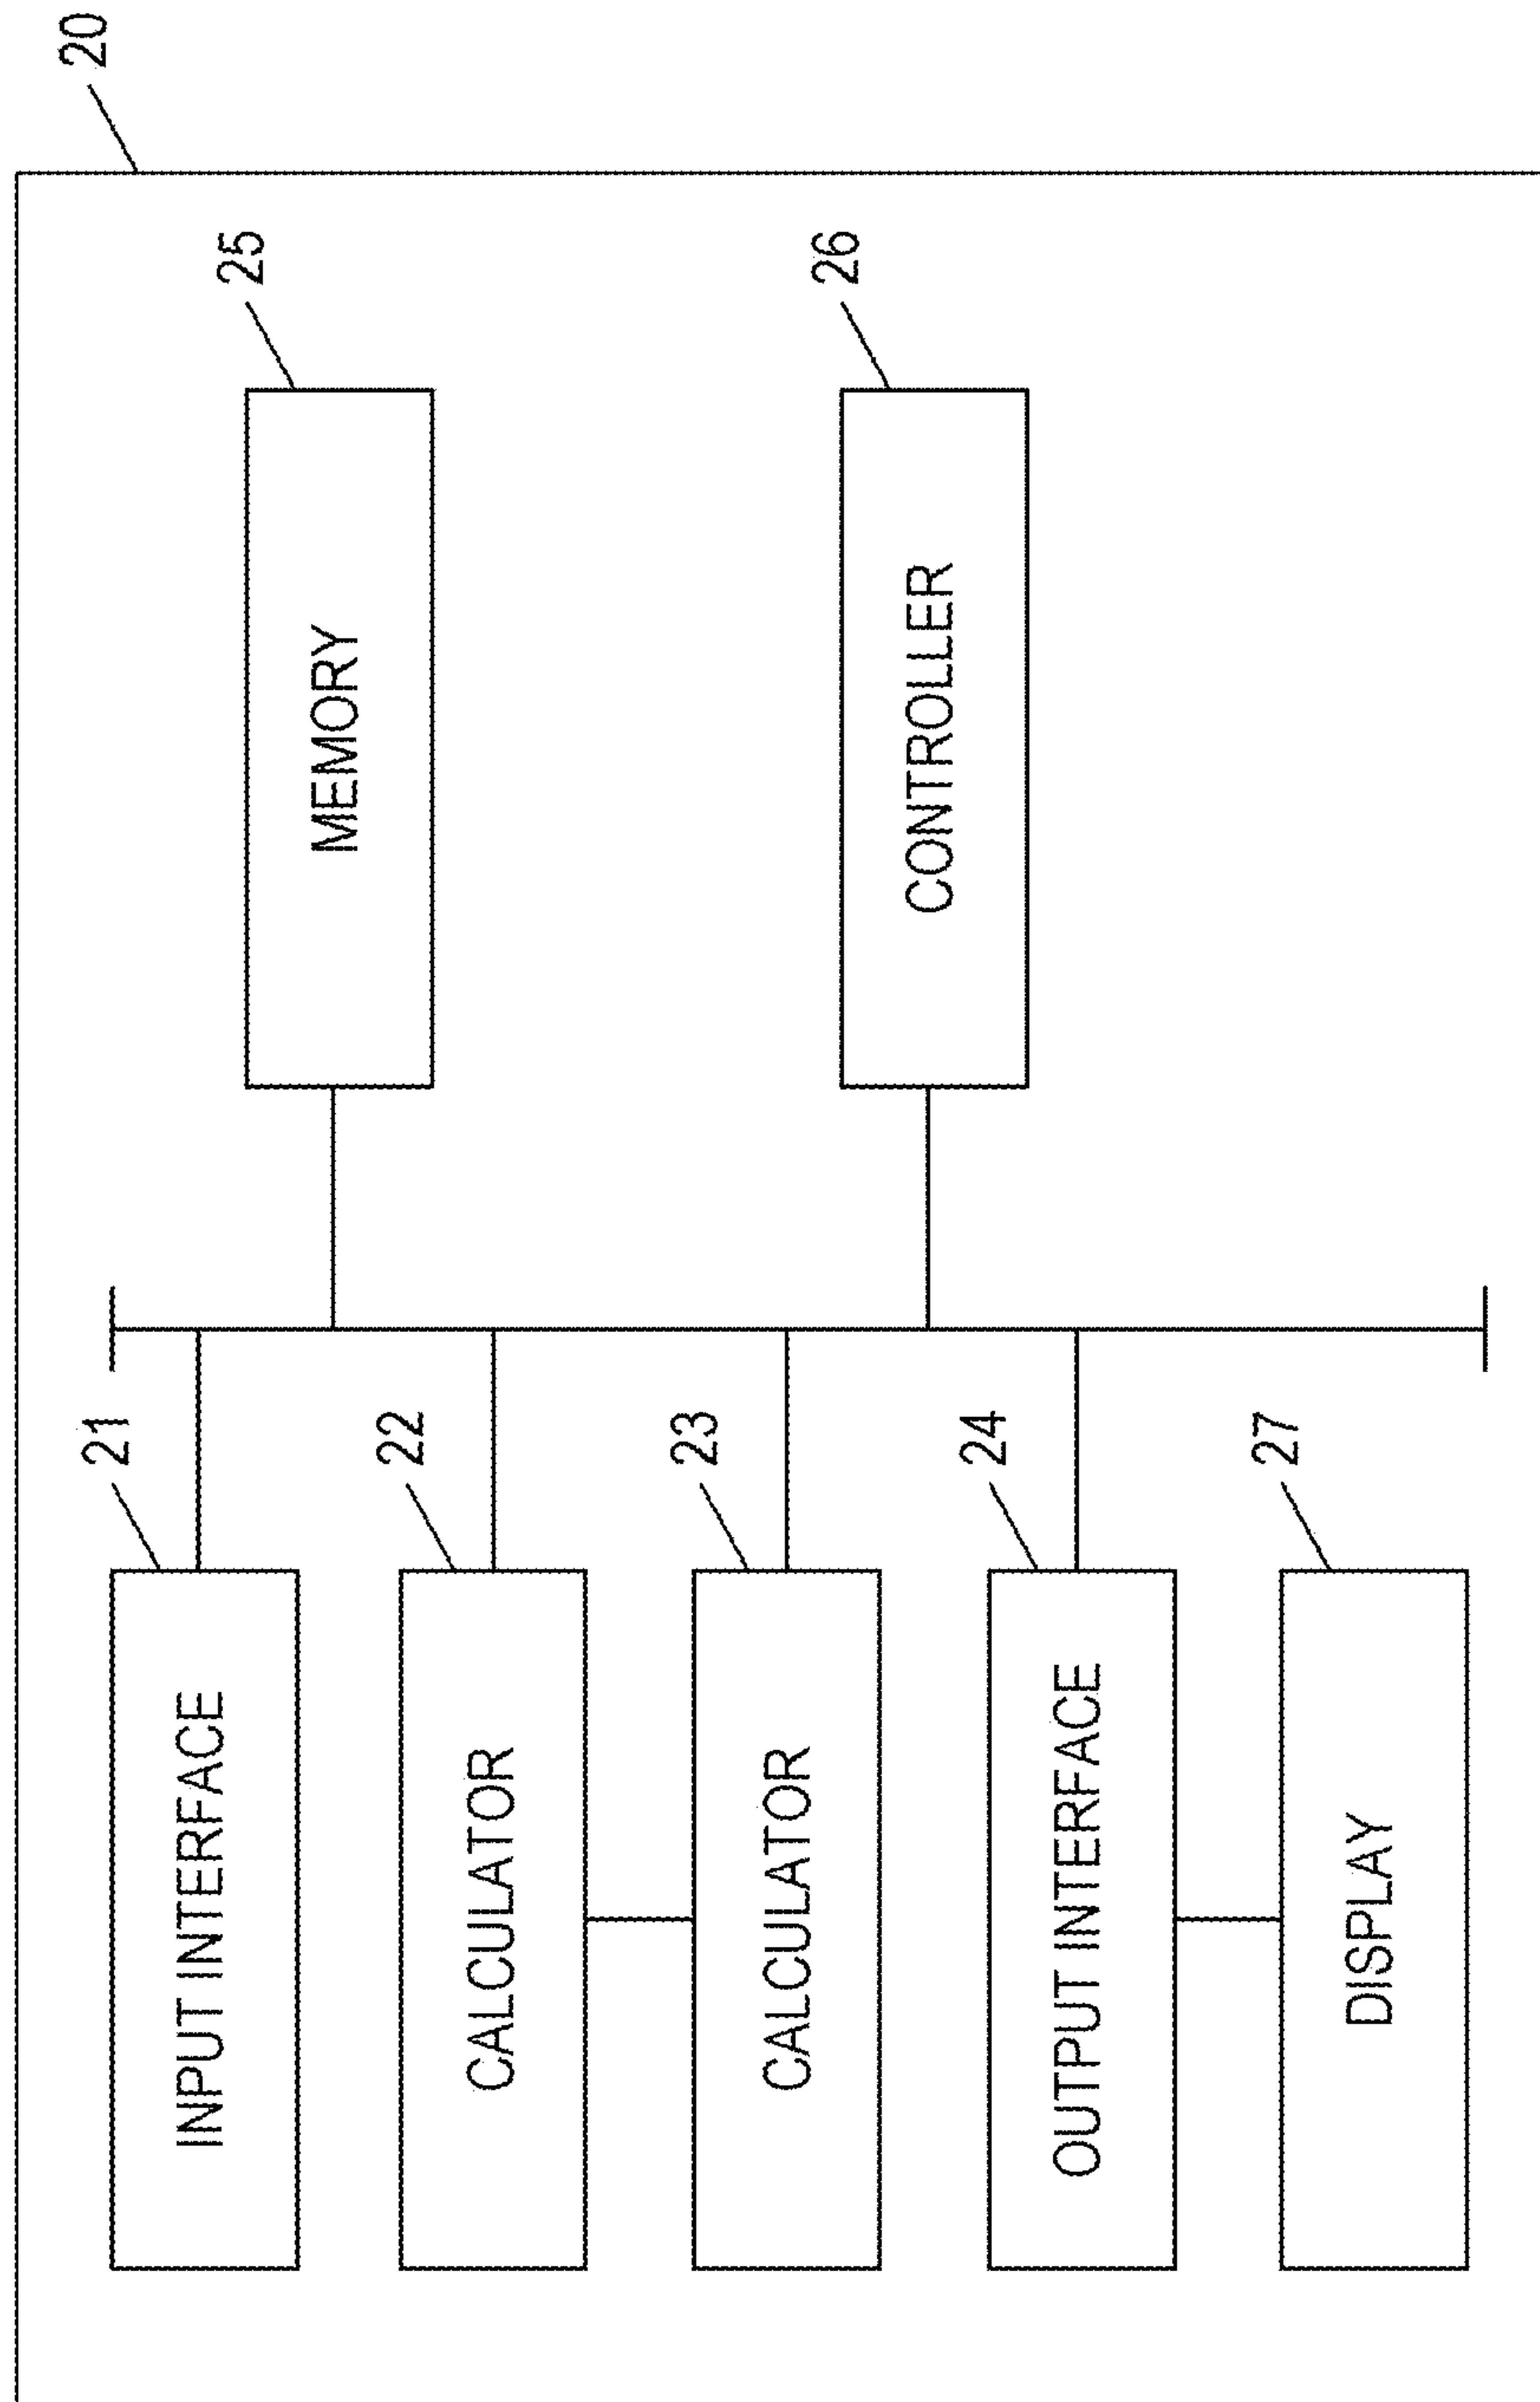 20
21
INPUT INTERFACE
22
CALCULATOR
23
CALCULATOR
24
OUTPUT INTERFACE
27
DISPLAY
25
MEMORY
26
CONTROLLER